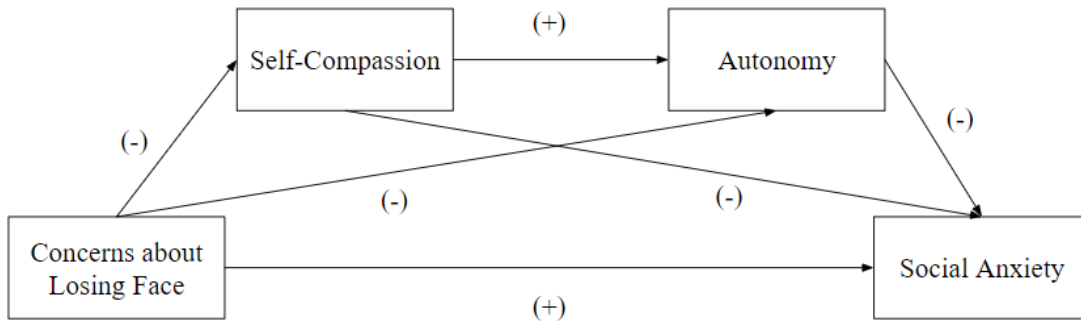 (+)
Self-Compassion
Autonomy
(-)
(-)
(-)
(-)
Concerns about
Losing Face
Social Anxiety
(+)